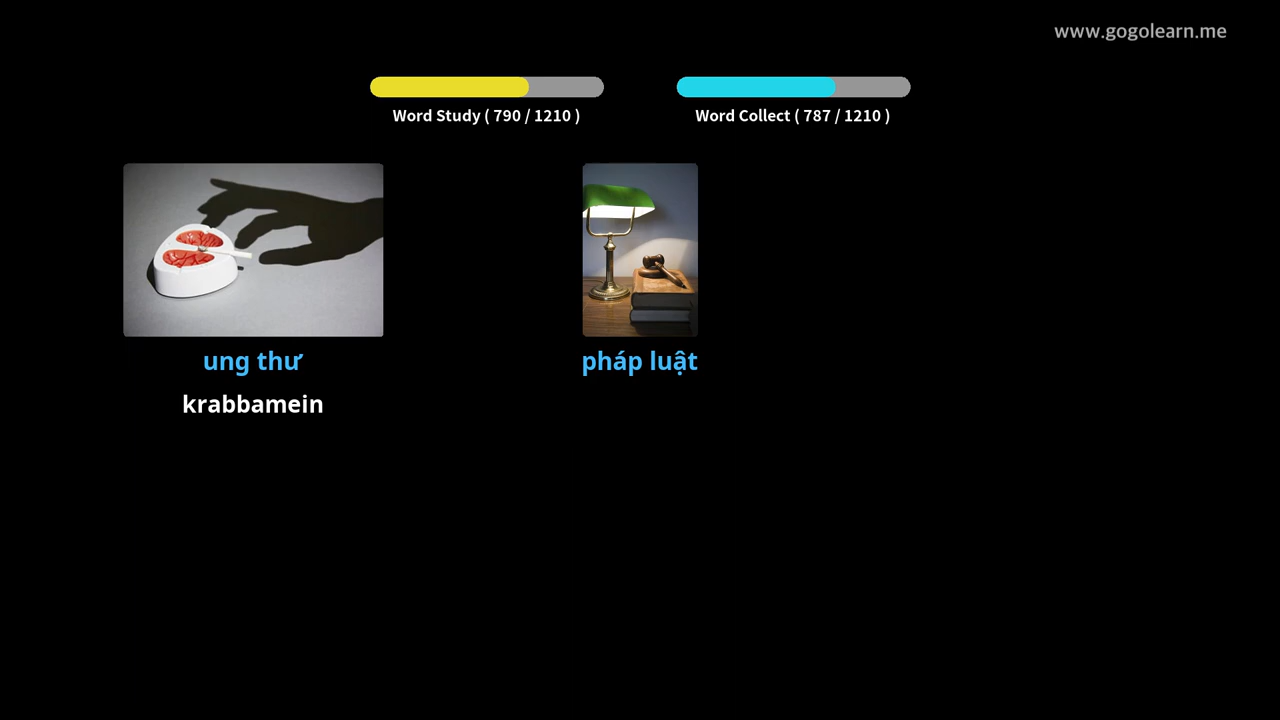 www.gogolearn.me
Word Study ( 790 / 1210 )
Word Collect ( 787 / 1210 )
ung thư
krabbamein
pháp luật